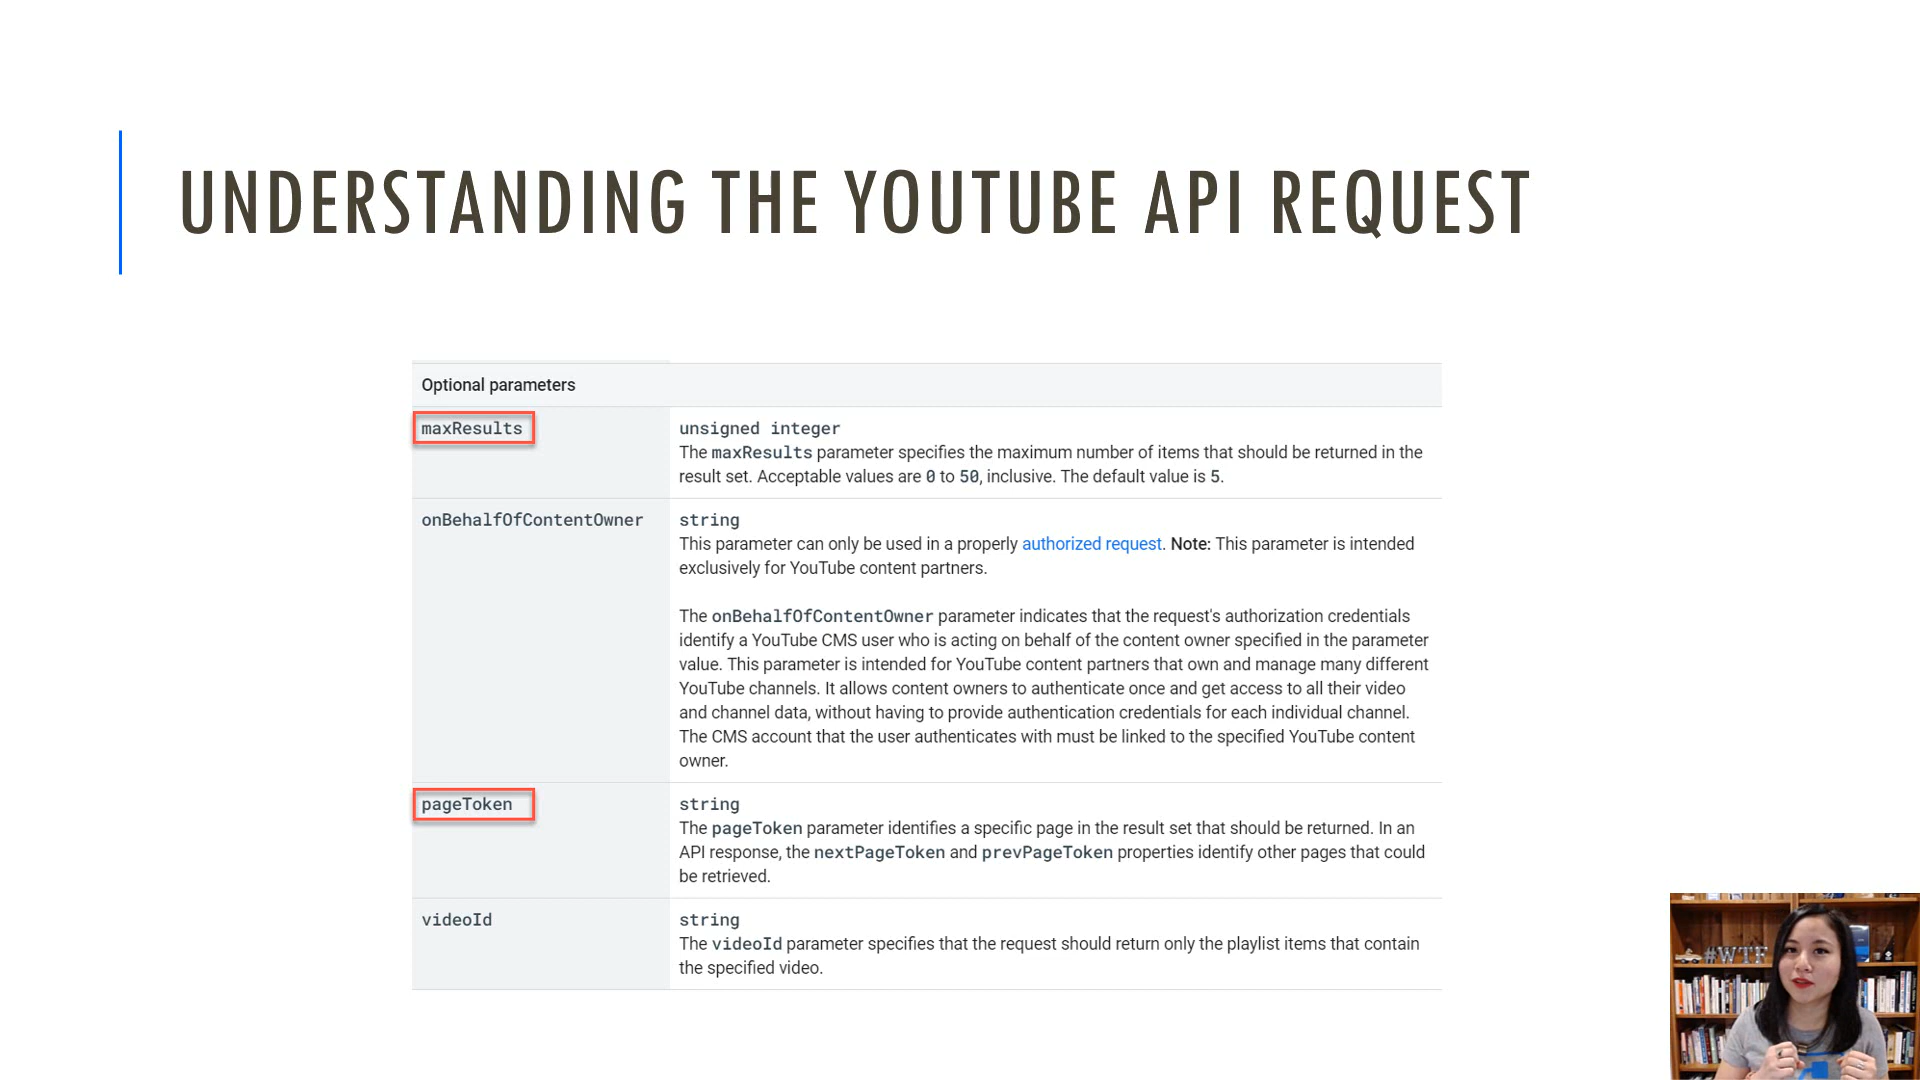 UNDERSTANDING THE YOUTUBE API REQUEST
Optional parameters
maxResults
unsigned integer
The maxResults parameter specifies the maximum number of items that should be returned in the
result set. Acceptable values are 0 to 50, inclusive. The default value is 5.
onBehalfOfContentOwner
string
This parameter can only be used in a properly authorized request. Note: This parameter is intended
exclusively for YouTube content partners.
The onBehalfOfContentOwner parameter indicates that the request's authorization credentials
identify a YouTube CMS user who is acting on behalf of the content owner specified in the parameter
value. This parameter is intended for YouTube content partners that own and manage many different
YouTube channels. It allows content owners to authenticate once and get access to all their video
and channel data, without having to provide authentication credentials for each individual channel.
The CMS account that the user authenticates with must be linked to the specified YouTube content
owner.
pageToken
string
The pageToken parameter identifies a specific page in the result set that should be returned. In an
API response, the nextPageToken and prevPageToken properties identify other pages that could
be retrieved.
videoId
string
The videoId parameter specifies that the request should return only the playlist items that contain
the specified video.
#WTF